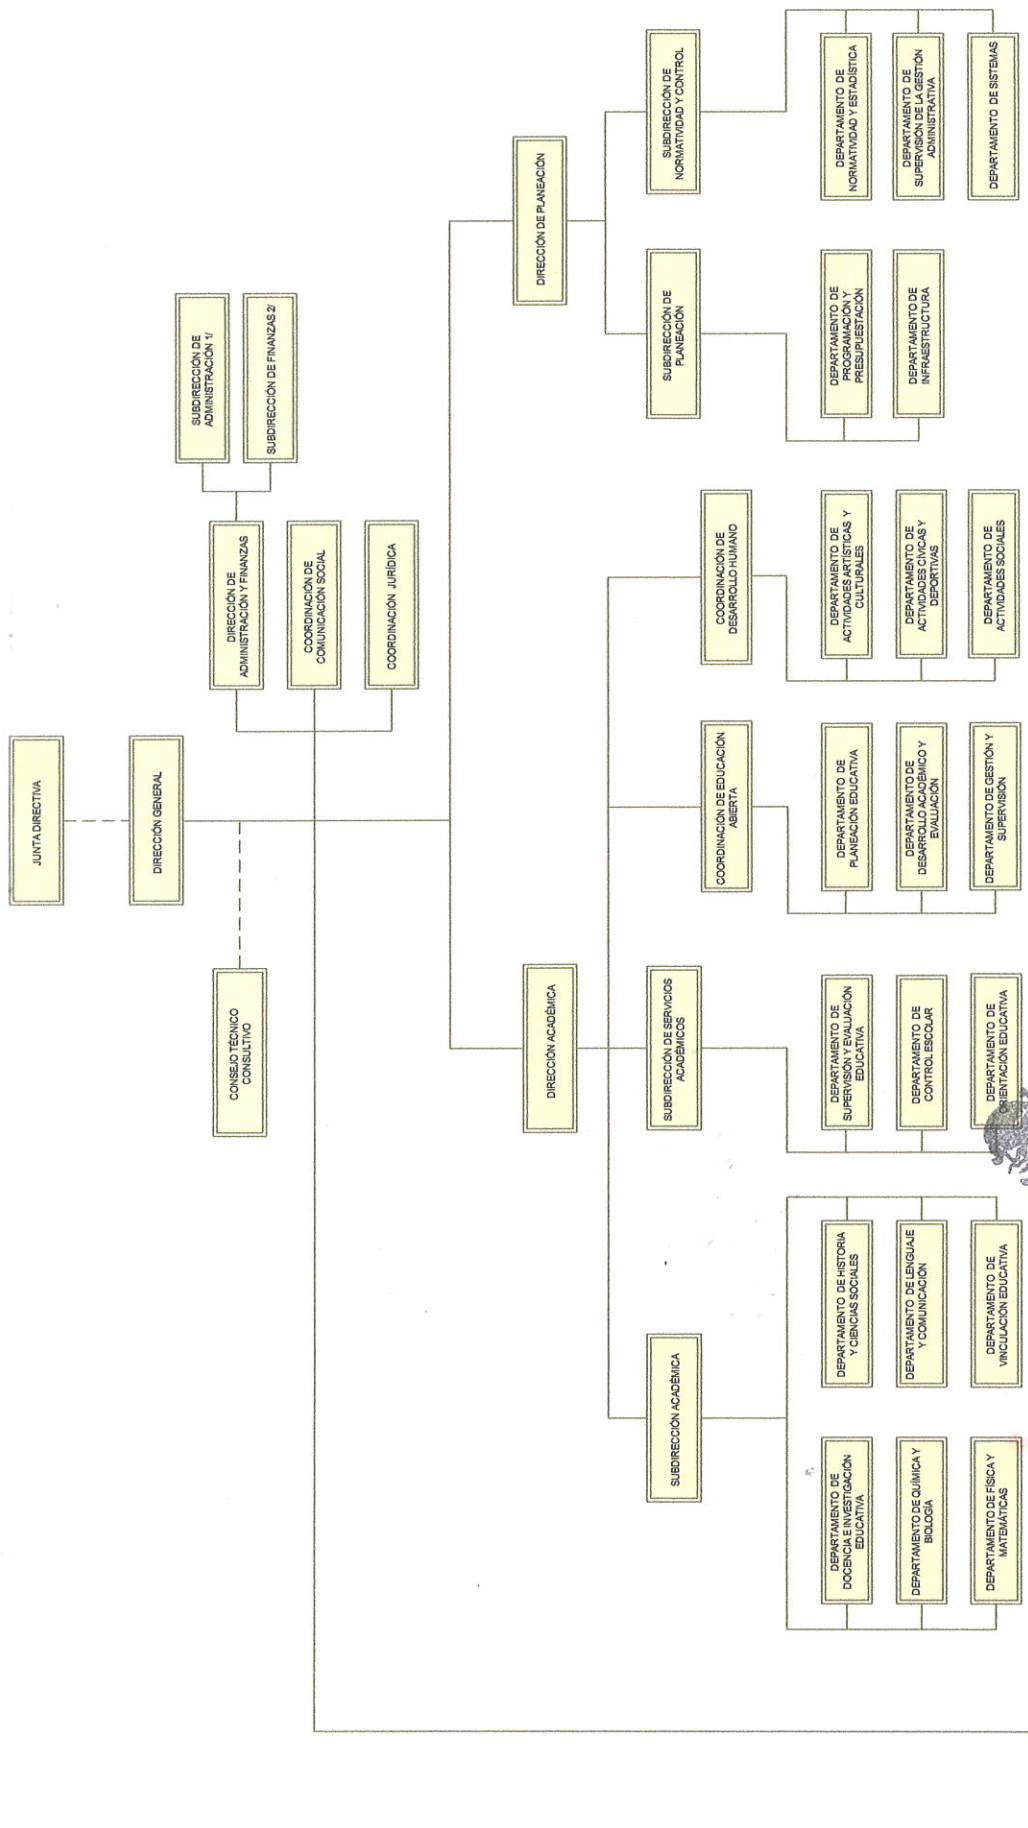 JUNTA DIRECTIVA
DIRECCIÓN GENERAL
CONSEJO TÉCNICO
CONSULTIVO
SUBDIRECCIÓN DE
ADMINISTRACIÓN 1/
SUBDIRECCIÓN DE FINANZAS 2/
DIRECCIÓN DE
ADMINISTRACIÓN Y FINANZAS
COORDINACIÓN DE
COMUNICACIÓN SOCIAL
COORDINACIÓN JURÍDICA
DIRECCIÓN ACADÉMICA
DIRECCIÓN DE PLANEACIÓN
SUBDIRECCIÓN ACADÉMICA
SUBDIRECCIÓN DE SERVICIOS
ACADÉMICOS
COORDINACIÓN DE EDUCACIÓN
ABIERTA
COORDINACIÓN DE
DESARROLLO HUMANO
SUBDIRECCIÓN DE
PLANEACIÓN
SUBDIRECCIÓN DE
NORMATIVIDAD Y CONTROL
DEPARTAMENTO DE
DOCENCIA E INVESTIGACIÓN
EDUCATIVA
DEPARTAMENTO DE HISTORIA
Y CIENCIAS SOCIALES
DEPARTAMENTO DE
SUPERVISIÓN Y EVALUACIÓN
EDUCATIVA
DEPARTAMENTO DE
PLANEACIÓN EDUCATIVA
DEPARTAMENTO DE
ACTIVIDADES ARTÍSTICAS Y
CULTURALES
DEPARTAMENTO DE
PROGRAMACIÓN Y
PRESUPUESTACIÓN
DEPARTAMENTO DE
NORMATIVIDAD Y ESTADÍSTICA
DEPARTAMENTO DE QUÍMICA Y
BIOLOGÍA
DEPARTAMENTO DE LENGUAJE
Y COMUNICACIÓN
DEPARTAMENTO DE
CONTROL ESCOLAR
DEPARTAMENTO DE
DESARROLLO ACADÉMICO Y
EVALUACIÓN
DEPARTAMENTO DE
ACTIVIDADES CÍVICAS Y
DEPORTIVAS
DEPARTAMENTO DE
INFRAESTRUCTURA
DEPARTAMENTO DE
SUPERVISIÓN DE LA GESTIÓN
ADMINISTRATIVA
DEPARTAMENTO DE FÍSICA Y
MATEMÁTICAS
DEPARTAMENTO DE
VINCULACIÓN EDUCATIVA
DEPARTAMENTO DE
ORIENTACIÓN EDUCATIVA
DEPARTAMENTO DE GESTIÓN Y
SUPERVISIÓN
DEPARTAMENTO DE
ACTIVIDADES SOCIALES
DEPARTAMENTO DE SISTEMAS